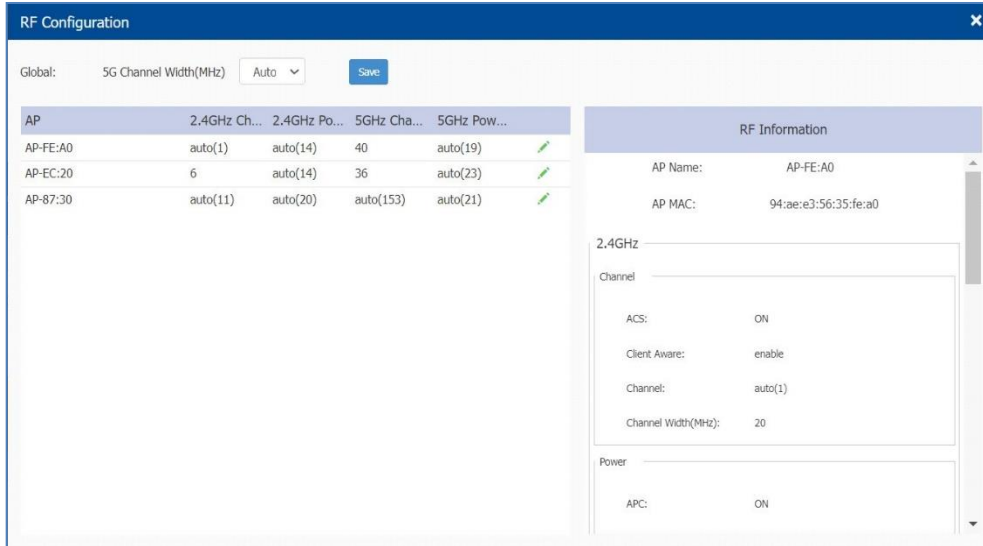 RF Configuration
Global: 5G Channel Width(MHz) Auto Save
AP 2.4GHz Ch... 2.4GHz Po... 5GHz Cha... 5GHz Pow...
AP-FE:A0 auto(1) auto(14) 40 auto(19)
AP-EC:20 6 auto(14) 36 auto(23)
AP-87:30 auto(11) auto(20) auto(153) auto(21)
RF Information
AP Name: AP-FE:A0
AP MAC: 94:ae:e3:56:35:fe:a0
2.4GHz
Channel
ACS: ON
Client Aware: enable
Channel: auto(1)
Channel Width(MHz): 20
Power
APC: ON